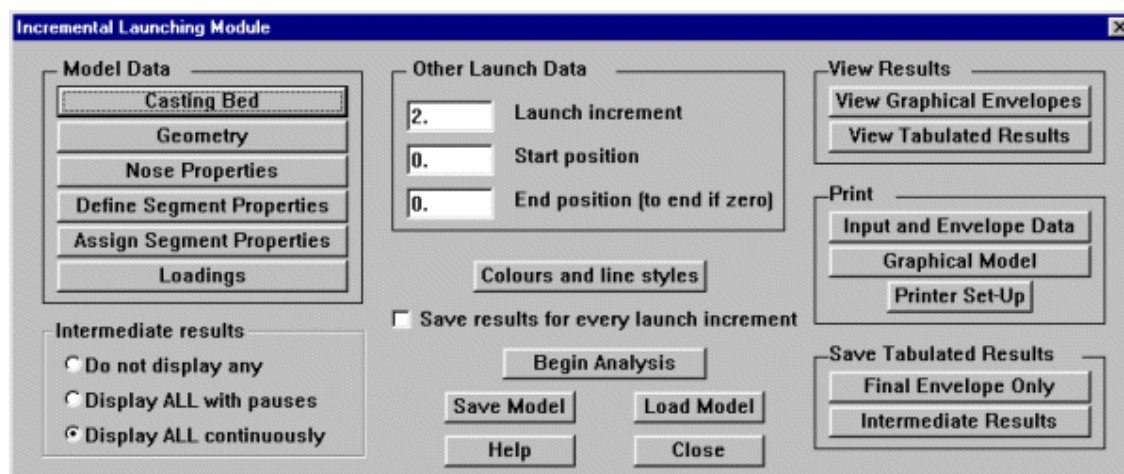 Incremental Launching Module
Model Data
Casting Bed
Geometry
Nose Properties
Define Segment Properties
Assign Segment Properties
Loadings
Intermediate results
Do not display any
Display ALL with pauses
Display ALL continuously
Other Launch Data
2. Launch increment
0. Start position
0. End position (to end if zero)
Colours and line styles
Save results for every launch increment
Begin Analysis
Save Model Load Model
Help Close
View Results
View Graphical Envelopes
View Tabulated Results
Print
Input and Envelope Data
Graphical Model
Printer Set-Up
Save Tabulated Results
Final Envelope Only
Intermediate Results